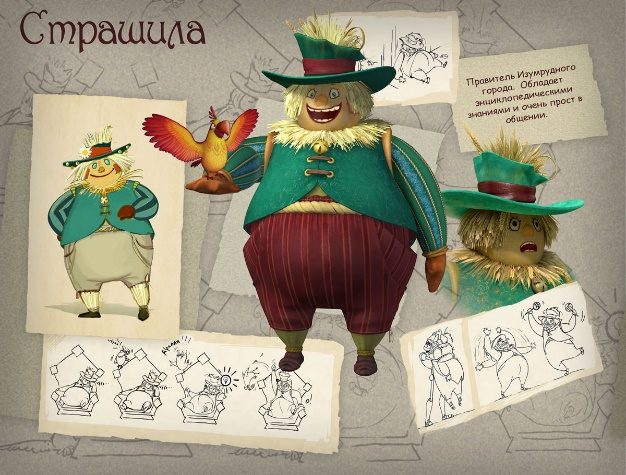 Страшила
Правитель Изумрудного
города. Обладает
энциклопедическими
знаниями и очень прост в
общении.